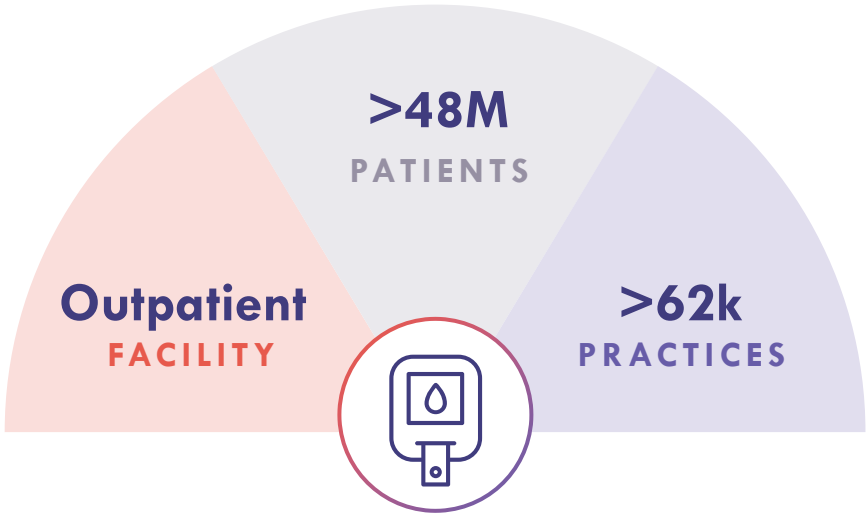 >48M
PATIENTS
Outpatient
FACILITY
>62k
PRACTICES